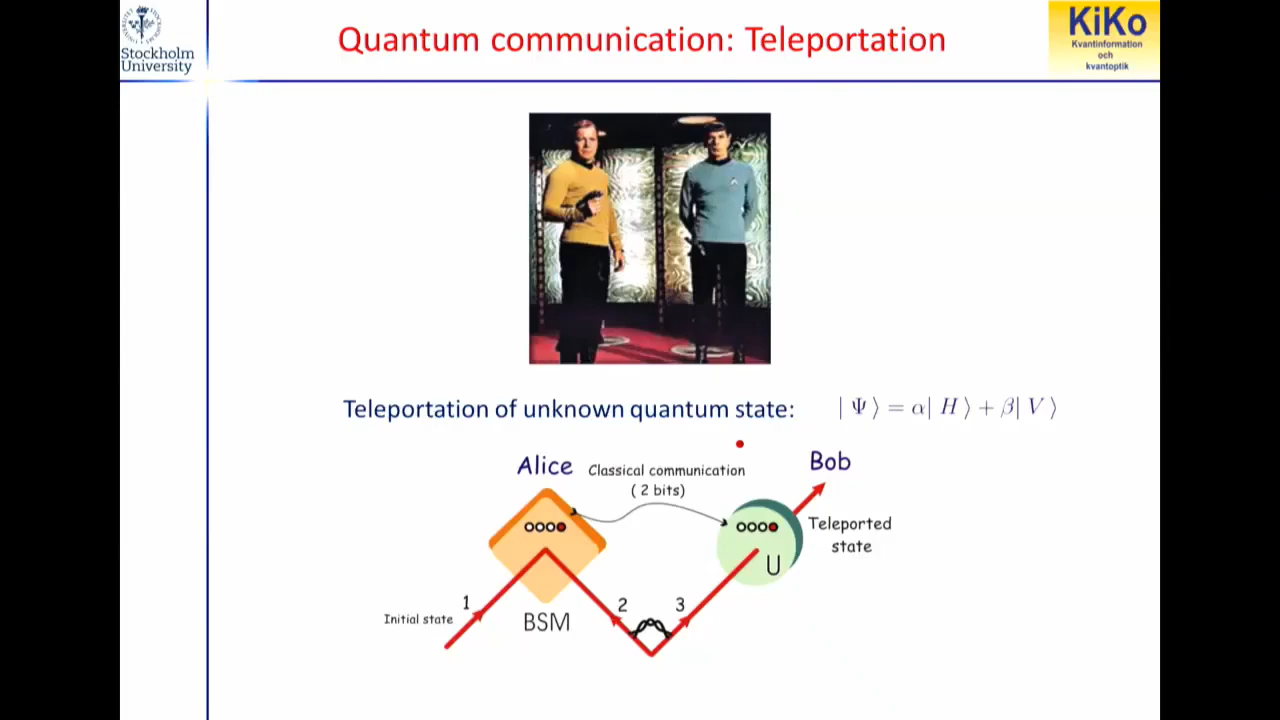 Stockholm
University
Quantum communication: Teleportation
KiKo
Kvantinformation
och
kvantoptik
Teleportation of unknown quantum state:
| Ψ ⟩ = α| H ⟩ + β| V ⟩
Alice
Classical communication
( 2 bits)
Bob
Teleported
state
U
1
2
3
Initial state
BSM